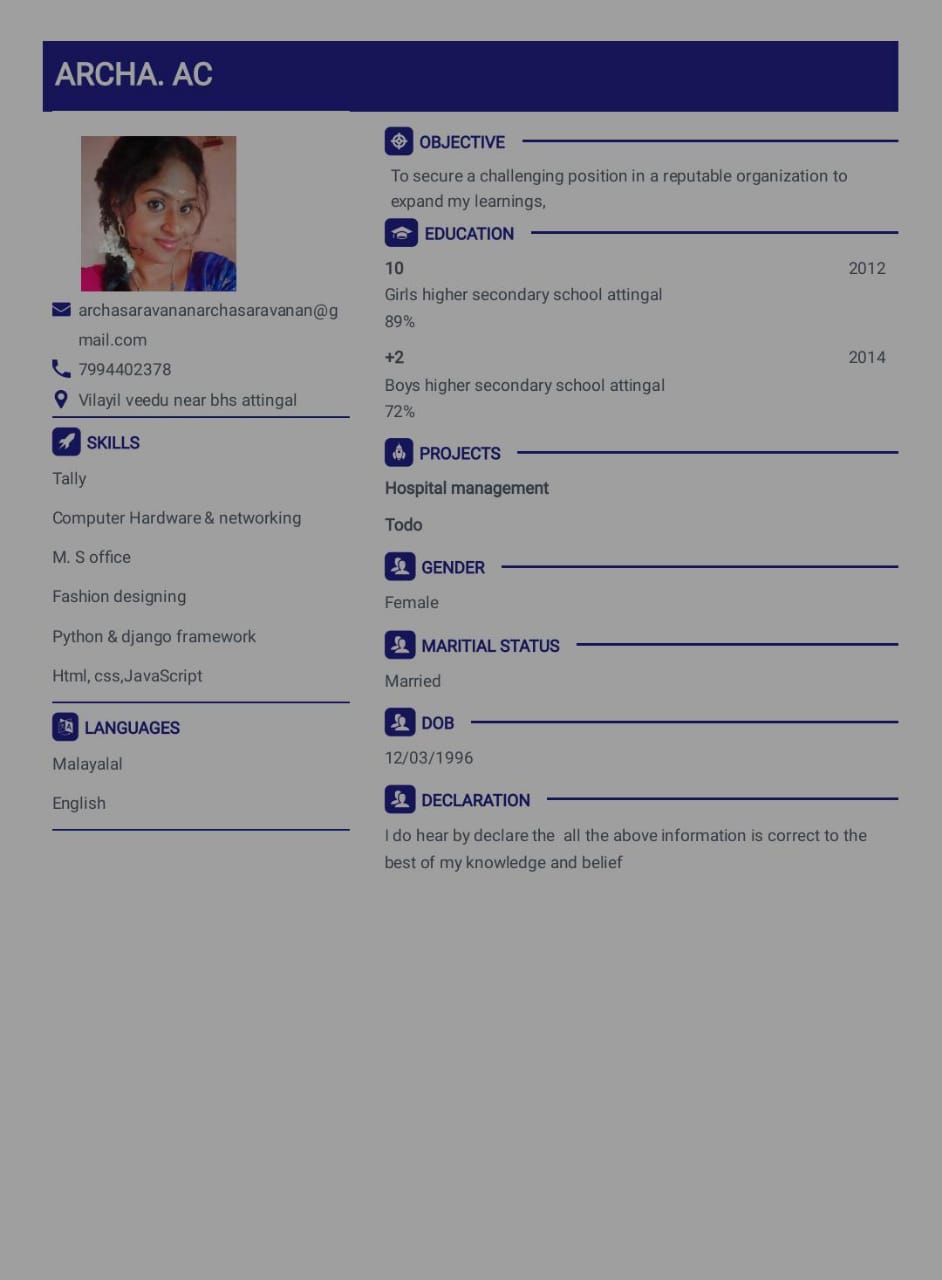 ARCHA. AC
archasaravananarchasaravanan@g
mail.com
7994402378
Vilayil veedu near bhs attingal
SKILLS
Tally
Computer Hardware & networking
M. S office
Fashion designing
Python & django framework
Html, css,JavaScript
LANGUAGES
Malayalal
English
OBJECTIVE
To secure a challenging position in a reputable organization to
expand my learnings,
EDUCATION
10 2012
Girls higher secondary school attingal
89%
+2 2014
Boys higher secondary school attingal
72%
PROJECTS
Hospital management
Todo
GENDER
Female
MARITIAL STATUS
Married
DOB
12/03/1996
DECLARATION
I do hear by declare the  all the above information is correct to the
best of my knowledge and belief